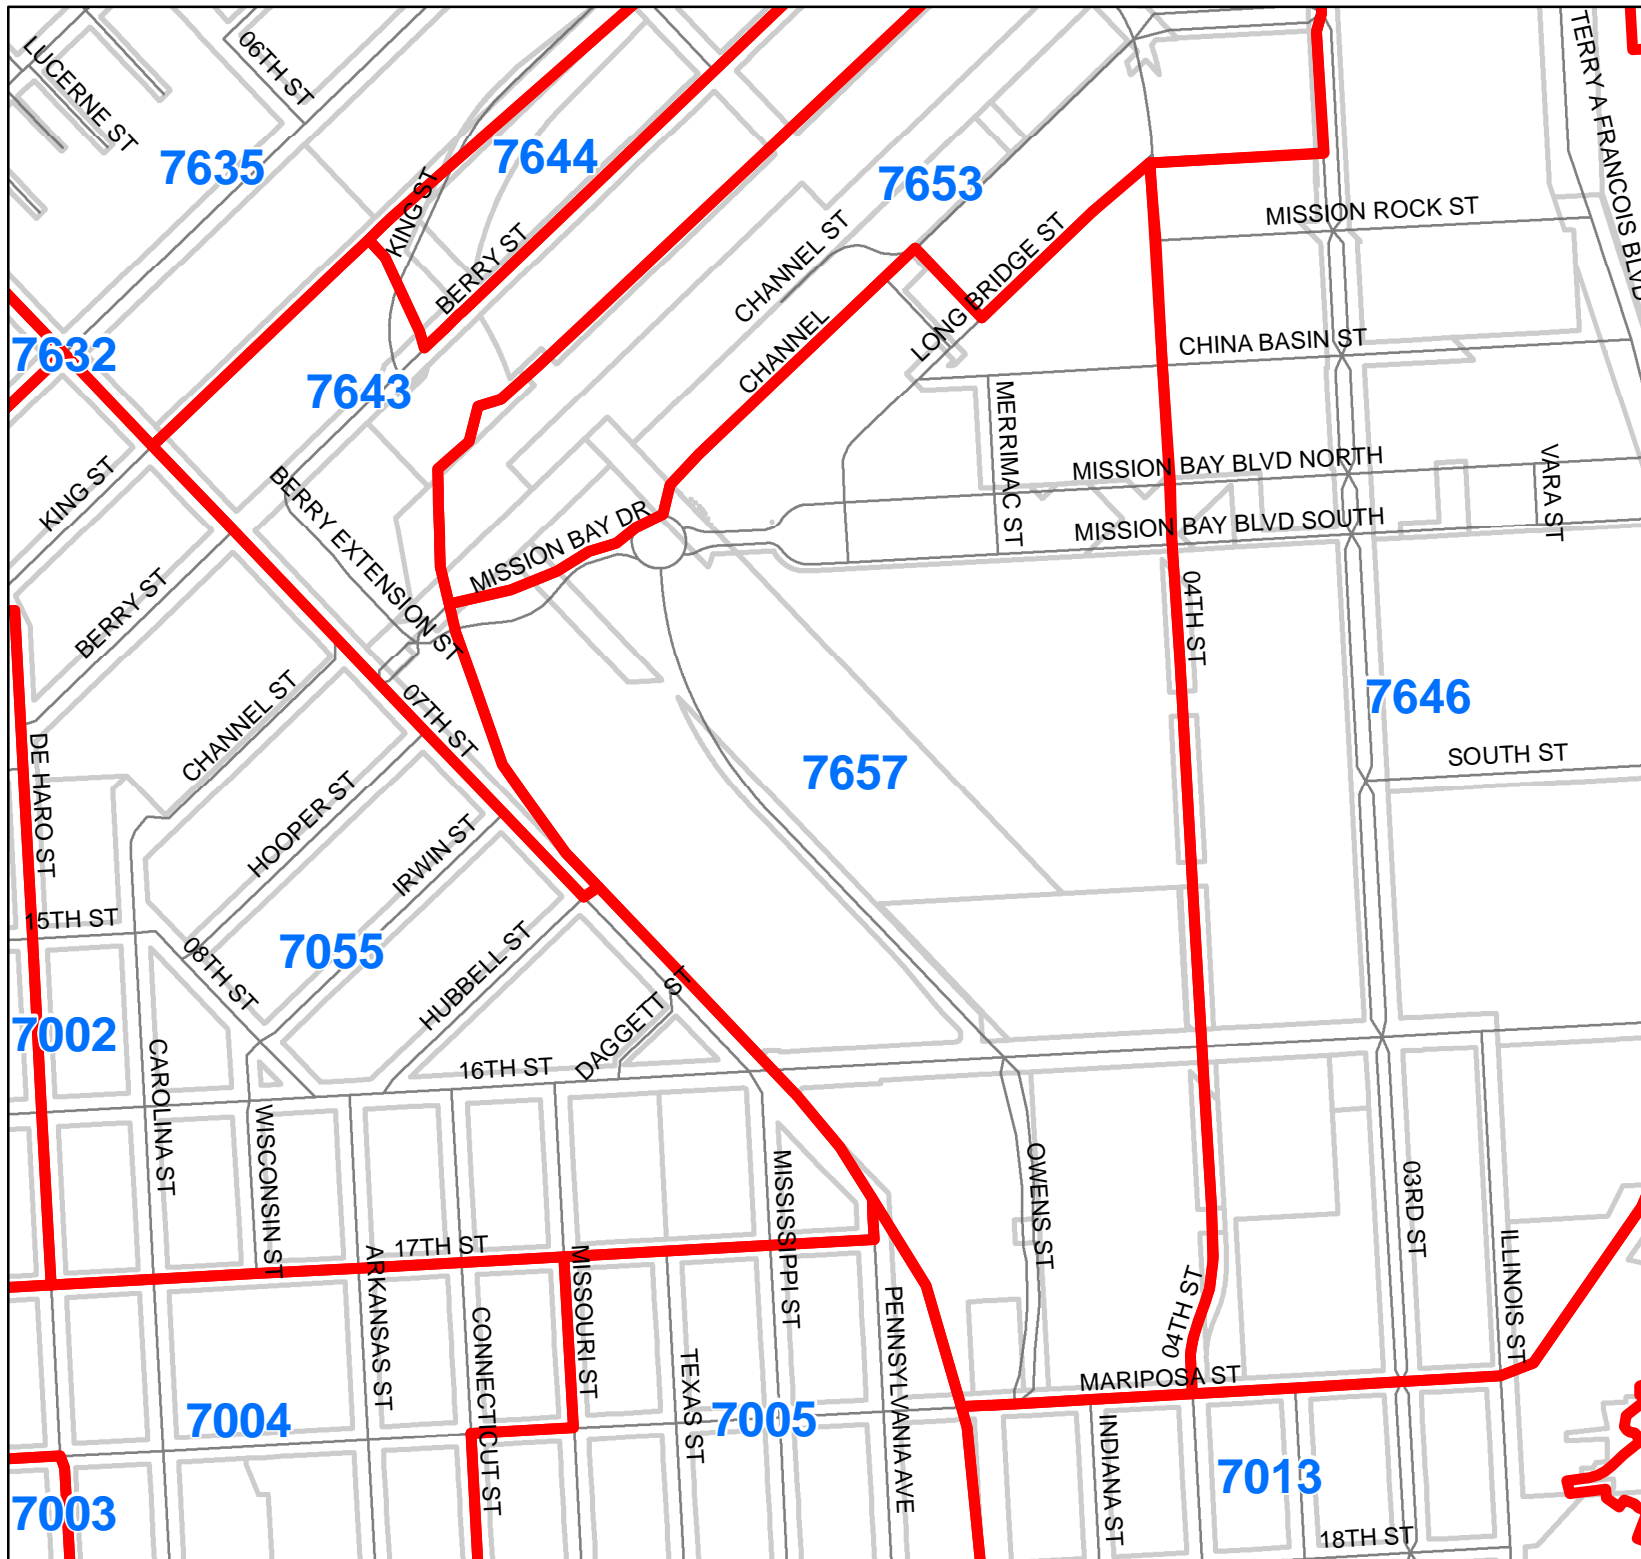 LUCERNE ST
06TH ST
TERRY A FRANCOIS BLVD
7635
7644
7653
KING ST
BERRY ST
CHANNEL ST
LONG BRIDGE ST
MISSION ROCK ST
7632
7643
CHANNEL
CHINA BASIN ST
MERRIMAC ST
KING ST
BERRY EXTENSION ST
MISSION BAY DR
MISSION BAY BLVD NORTH
MISSION BAY BLVD SOUTH
VARA ST
BERRY ST
04TH ST
CHANNEL ST
07TH ST
7646
7657
SOUTH ST
DE HARO ST
HOOPER ST
IRWIN ST
15TH ST
08TH ST
7055
HUBBELL ST
DAGGETT ST
7002
16TH ST
CAROLINA ST
WISCONSIN ST
MISSISSIPPI ST
OWENS ST
03RD ST
ILLINOIS ST
17TH ST
ARKANSAS ST
MISSOURI ST
CONNECTICUT ST
TEXAS ST
PENNSYLVANIA AVE
04TH ST
MARIPOSA ST
7004
7005
INDIANA ST
7013
7003
18TH ST